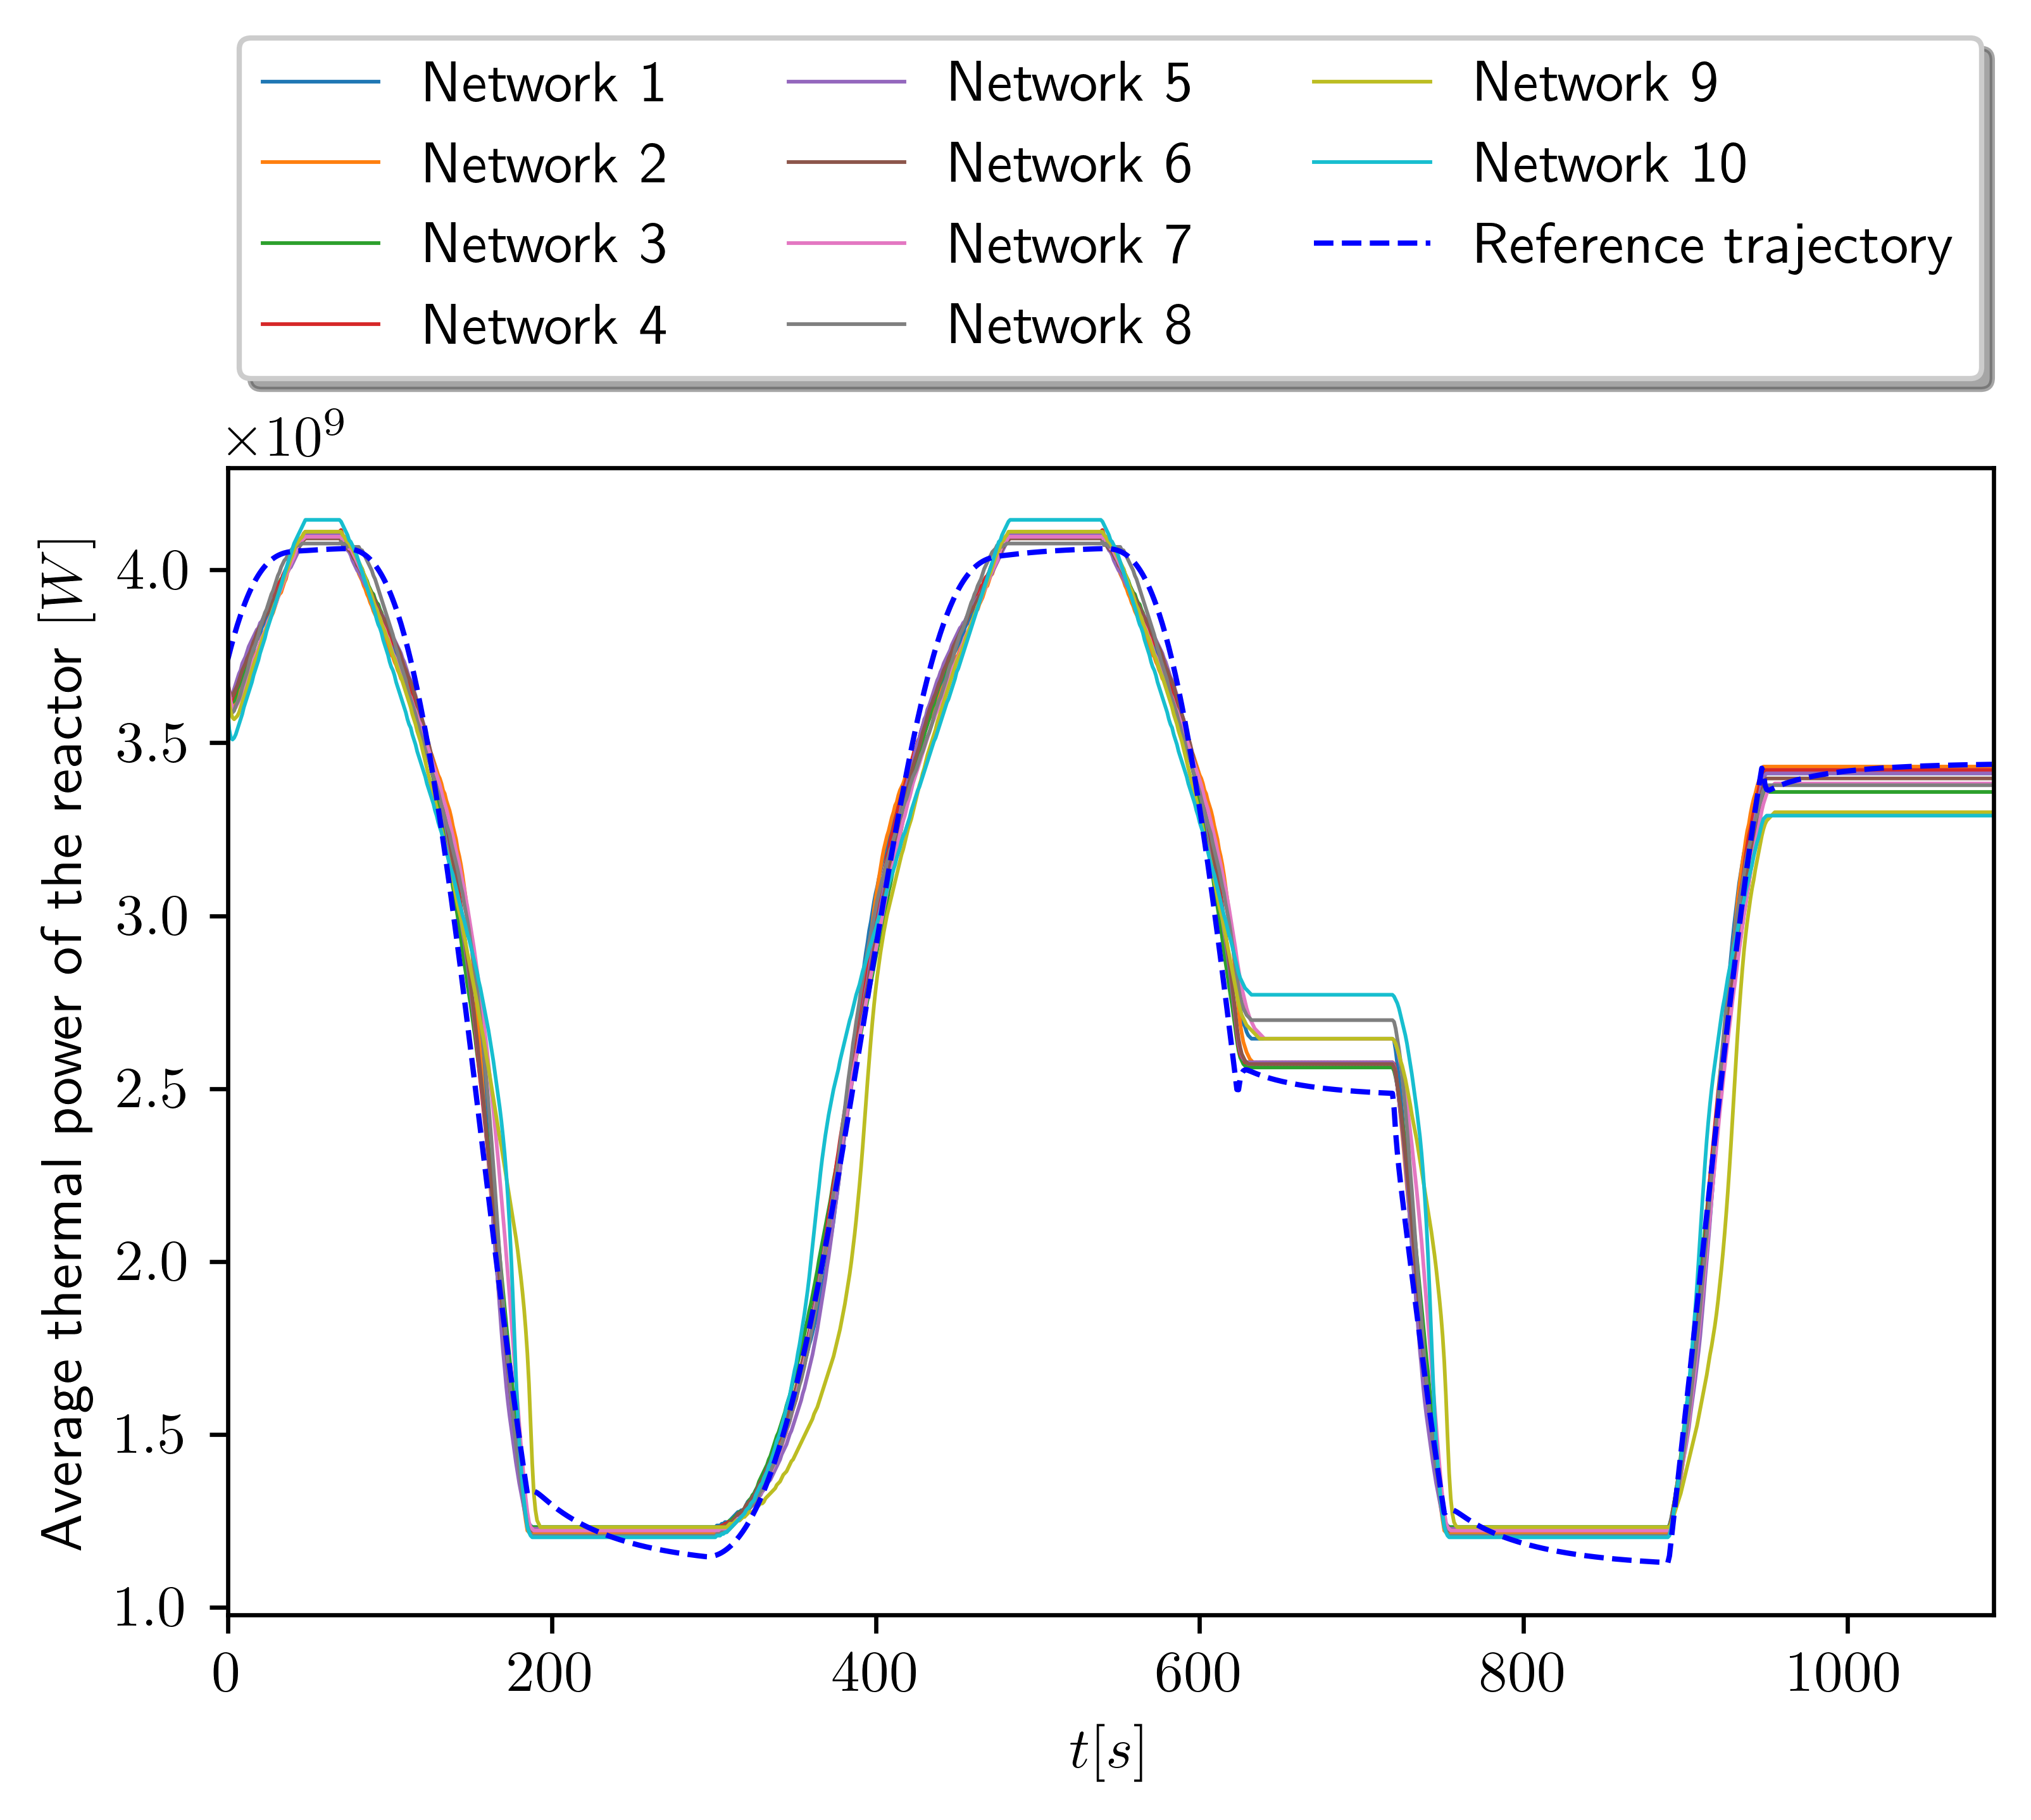 Network 1
Network 2
Network 3
Network 4
Network 5
Network 6
Network 7
Network 8
Network 9
Network 10
Reference trajectory
×10⁹
Average thermal power of the reactor [W]
4.0
3.5
3.0
2.5
2.0
1.5
1.0
0 200 400 600 800 1000
t[s]